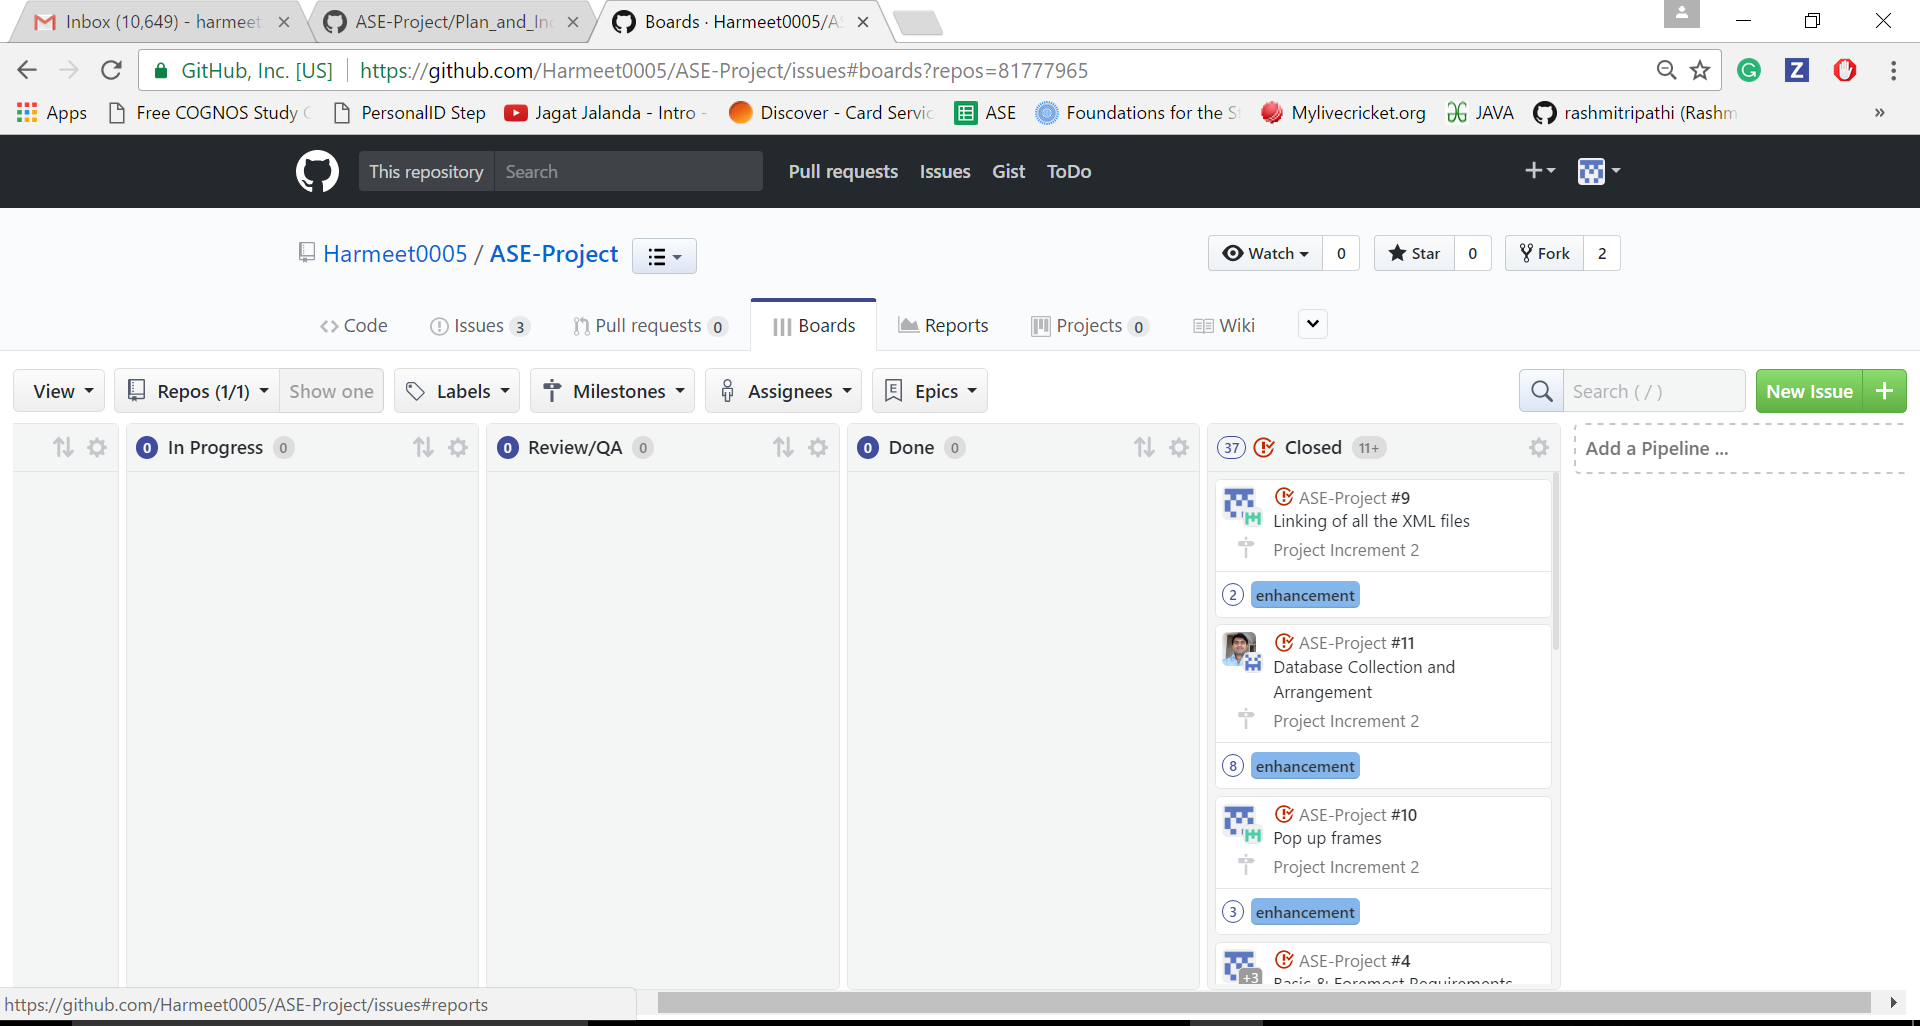 Inbox (10,649) - harmeet
ASE-Project/Plan_and_Inc
Boards · Harmeet0005/AS
GitHub, Inc. [US]
https://github.com/Harmeet0005/ASE-Project/issues#boards?repos=81777965
Apps
Free COGNOS Study
PersonalID Step
Jagat Jalanda - Intro -
Discover - Card Servic
ASE
Foundations for the St
Mylivecricket.org
JAVA
rashmitripathi (Rashm
»
This repository
Search
Pull requests
Issues
Gist
ToDo
Harmeet0005 / ASE-Project
Watch 0
Star 0
Fork 2
Code
Issues 3
Pull requests 0
Boards
Reports
Projects 0
Wiki
View
Repos (1/1)
Show one
Labels
Milestones
Assignees
Epics
Search ( / )
New Issue +
0 In Progress 0
0 Review/QA 0
0 Done 0
37 Closed 11+
Add a Pipeline ...
ASE-Project #9
Linking of all the XML files
Project Increment 2
2 enhancement
ASE-Project #11
Database Collection and
Arrangement
Project Increment 2
8 enhancement
ASE-Project #10
Pop up frames
Project Increment 2
3 enhancement
ASE-Project #4
+3
Basic & Foremost Requirements
https://github.com/Harmeet0005/ASE-Project/issues#reports